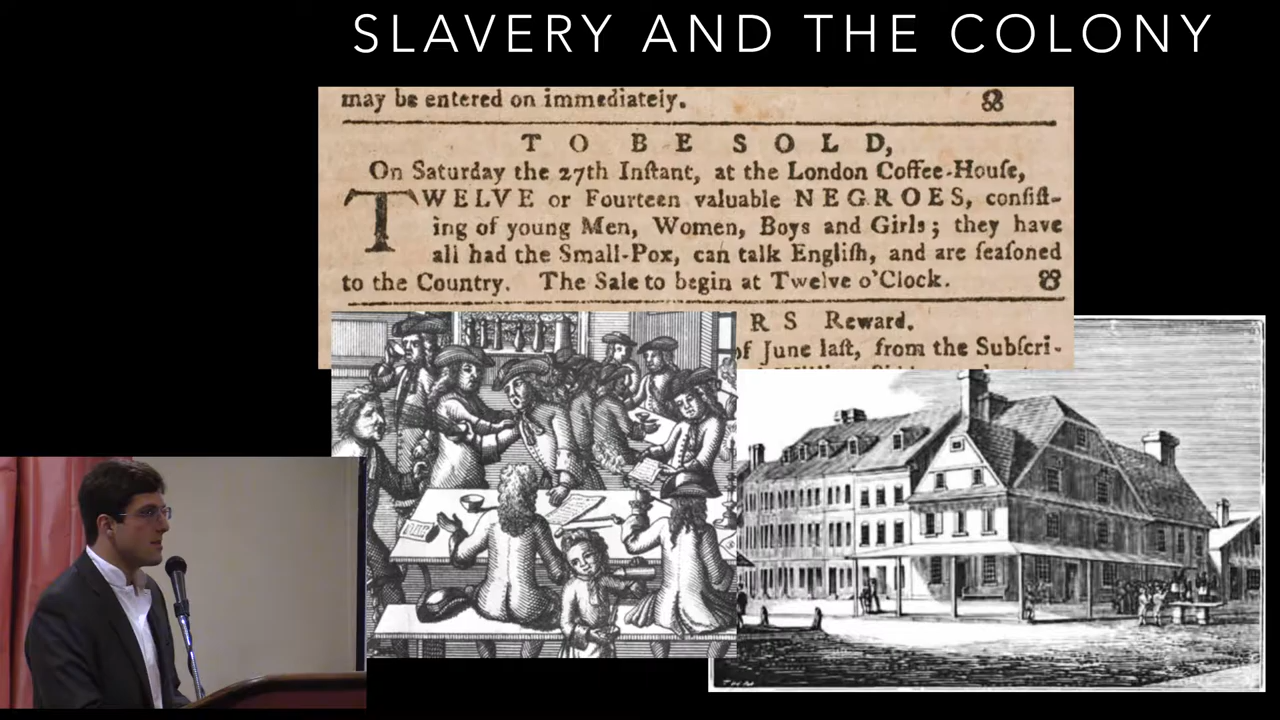 SLAVERY AND THE COLONY
may be entered on immediately.
TO BE SOLD,
On Saturday the 27th Inſtant, at the London Coffee-Houſe,
TWELVE or Fourteen valuable NEGROES, conſiſt-
ing of young Men, Women, Boys and Girls; they have
all had the Small-Pox, can talk Engliſh, and are ſeaſoned
to the Country. The Sale to begin at Twelve o'Clock.
RS Reward.
of June laſt, from the Subſcri-